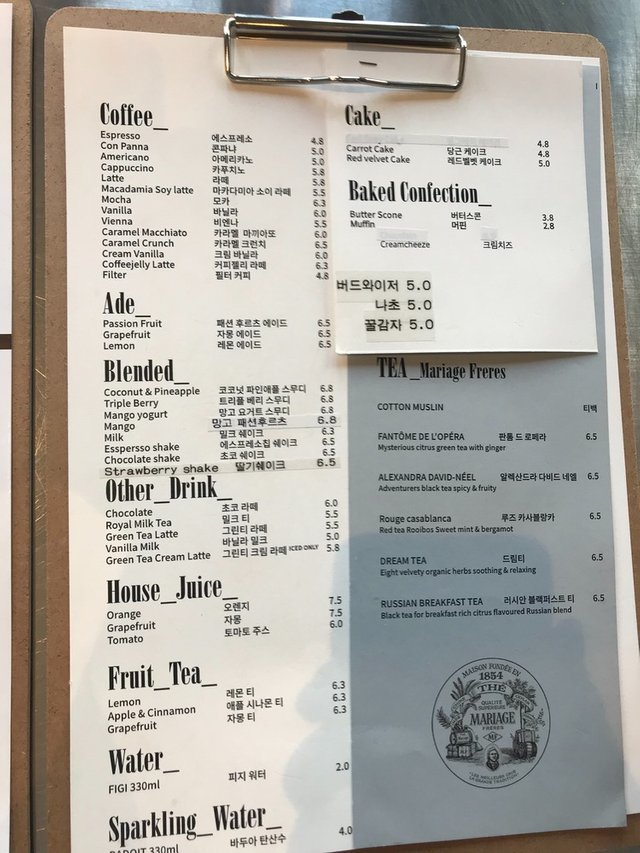 Coffee_
Espresso 에스프레소 4.8
Con Panna 콘파냐 5.0
Americano 아메리카노 5.0
Cappuccino 카푸치노 5.8
Latte 라떼 5.8
Macadamia Soy latte 마카다미아 소이 라떼 5.5
Mocha 모카 6.3
Vanilla 바닐라 6.0
Vienna 비엔나 5.5
Caramel Macchiato 카라멜 마끼아또 6.0
Caramel Crunch 카라멜 크런치 6.5
Cream Vanilla 크림 바닐라 6.0
Coffeejelly Latte 커피젤리 라떼 6.3
Filter 필터 커피 4.8
Ade_
Passion Fruit 패션 후르츠 에이드 6.5
Grapefruit 자몽 에이드 6.5
Lemon 레몬 에이드 6.5
Blended_
Coconut & Pineapple 코코넛 파인애플 스무디 6.8
Triple Berry 트리플 베리 스무디 6.8
Mango yogurt 망고 요거트 스무디 6.8
Mango 망고 패션후르츠 6.8
Milk 밀크 쉐이크 6.3
Esspersso shake 에스프레소칩 쉐이크 6.5
Chocolate shake 초코 쉐이크 6.5
Strawberry shake 딸기쉐이크 6.5
Other_Drink_
Chocolate 초코 라떼 6.0
Royal Milk Tea 밀크 티 5.5
Green Tea Latte 그린티 라떼 5.5
Vanilla Milk 바닐라 밀크 5.0
Green Tea Cream Latte 그린티 크림 라떼 ICED ONLY 5.8
House_Juice_
Orange 오렌지 7.5
Grapefruit 자몽 7.5
Tomato 토마토 주스 6.0
Fruit_Tea_
Lemon 레몬 티 6.3
Apple & Cinnamon 애플 시나몬 티 6.3
Grapefruit 자몽 티 6.3
Water_
FIGI 330ml 피지 워터 2.0
Sparkling_Water_
BADOIT 330ml 바두아 탄산수 4.0
Cake_
4.8
Carrot Cake 당근 케이크 4.8
Red velvet Cake 레드벨벳 케이크 5.0
Baked Confection_
Butter Scone 버터스콘 3.8
Muffin 머핀 2.8
Creamcheeze 크림치즈
버드와이저 5.0
나초 5.0
꿀감자 5.0
TEA_Mariage Freres
COTTON MUSLIN 티백
FANTÔME DE L'OPÉRA 판톰 드 로페라 6.5
Mysterious citrus green tea with ginger
ALEXANDRA DAVID-NÉEL 알렉산드라 다비드 네엘 6.5
Adventurers black tea spicy & fruity
Rouge casablanca 루즈 카사블랑카 6.5
Red tea Rooibos Sweet mint & bergamot
DREAM TEA 드림티 6.5
Eight velvety organic herbs soothing & relaxing
RUSSIAN BREAKFAST TEA 러시안 블랙퍼스트 티 6.5
Black tea for breakfast rich citrus flavoured Russian blend
MAISON FONDÉE EN
1854
THÉ
QUALITÉ
SUPÉRIEURE
MARIAGE
FRÈRES
MF